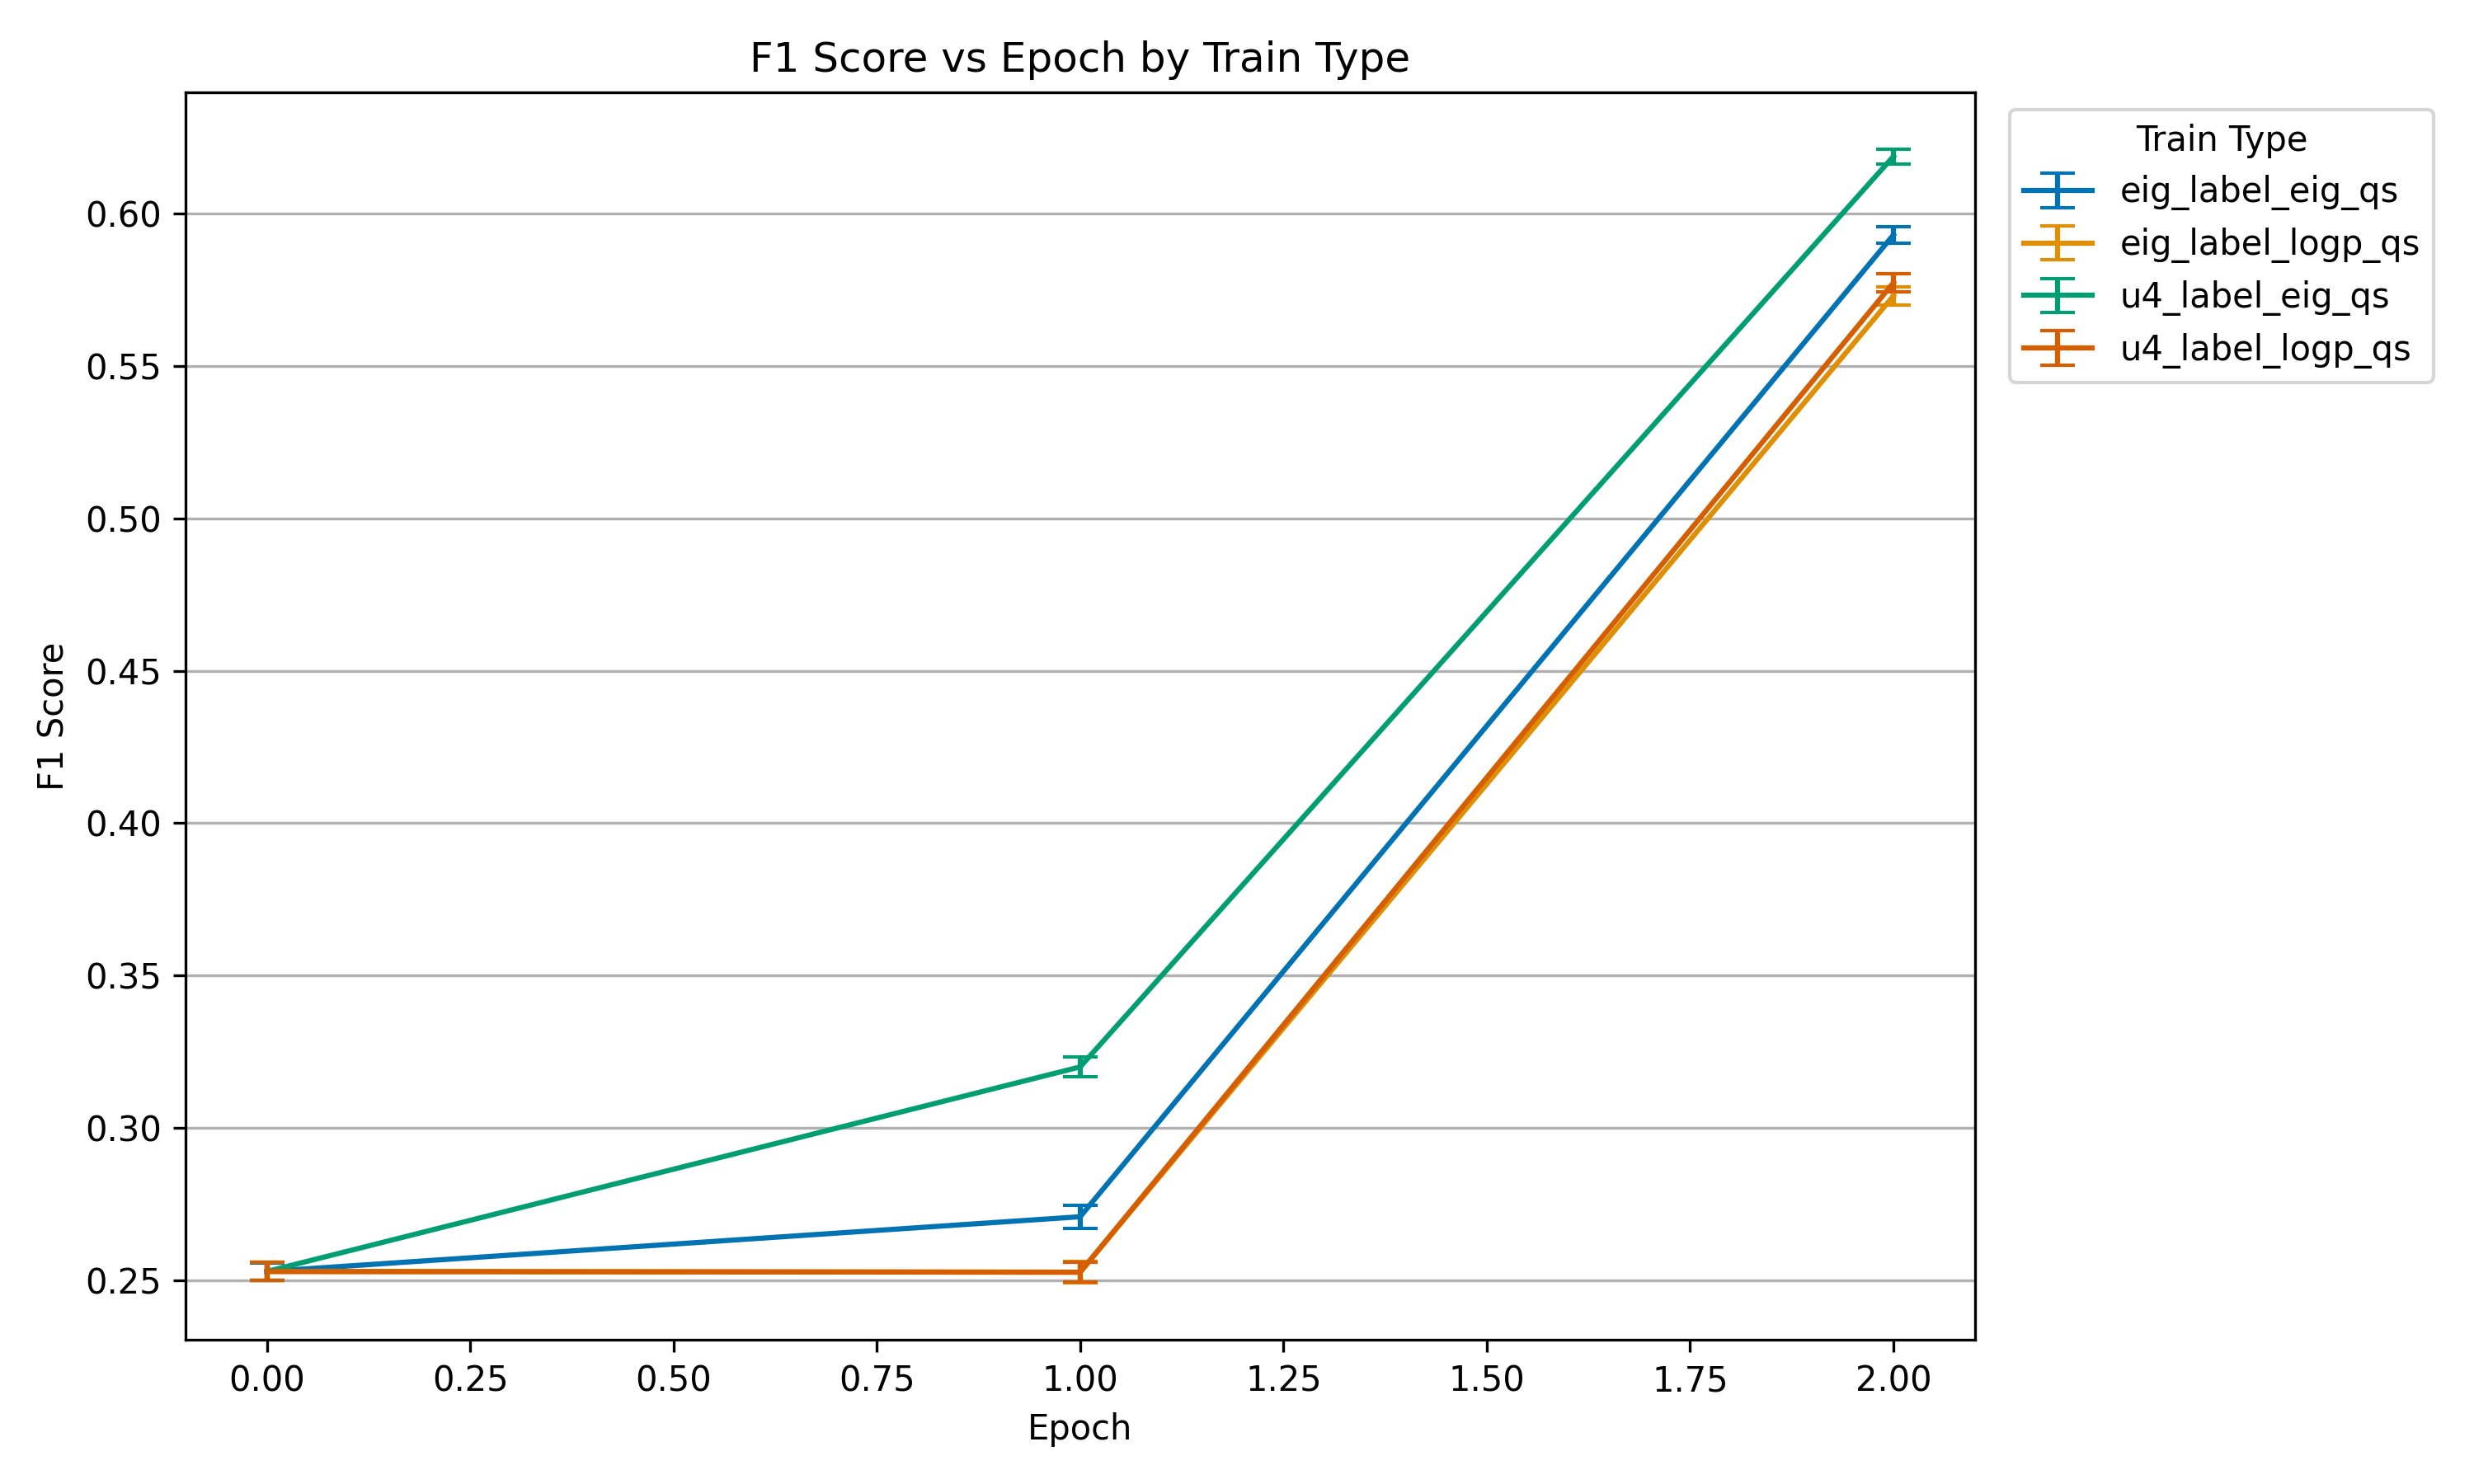 F1 Score vs Epoch by Train Type
Train Type
eig_label_eig_qs
eig_label_logp_qs
u4_label_eig_qs
u4_label_logp_qs
F1 Score
0.60
0.55
0.50
0.45
0.40
0.35
0.30
0.25
0.00 0.25 0.50 0.75 1.00 1.25 1.50 1.75 2.00
Epoch